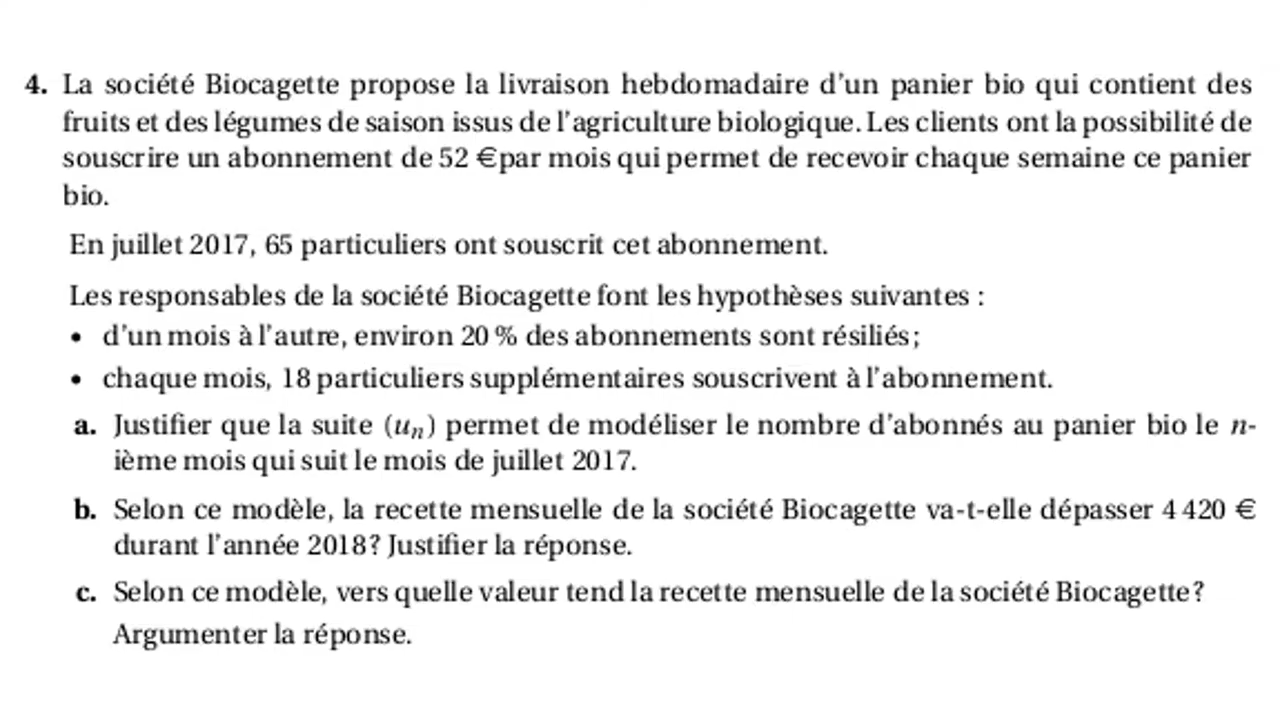 4. La société Biocagette propose la livraison hebdomadaire d'un panier bio qui contient des
fruits et des légumes de saison issus de l'agriculture biologique. Les clients ont la possibilité de
souscrire un abonnement de 52 € par mois qui permet de recevoir chaque semaine ce panier
bio.
En juillet 2017, 65 particuliers ont souscrit cet abonnement.
Les responsables de la société Biocagette font les hypothèses suivantes :
• d'un mois à l'autre, environ 20 % des abonnements sont résiliés;
• chaque mois, 18 particuliers supplémentaires souscrivent à l'abonnement.
a. Justifier que la suite (uₙ) permet de modéliser le nombre d'abonnés au panier bio le n-
ième mois qui suit le mois de juillet 2017.
b. Selon ce modèle, la recette mensuelle de la société Biocagette va-t-elle dépasser 4 420 €
durant l'année 2018? Justifier la réponse.
c. Selon ce modèle, vers quelle valeur tend la recette mensuelle de la société Biocagette?
Argumenter la réponse.